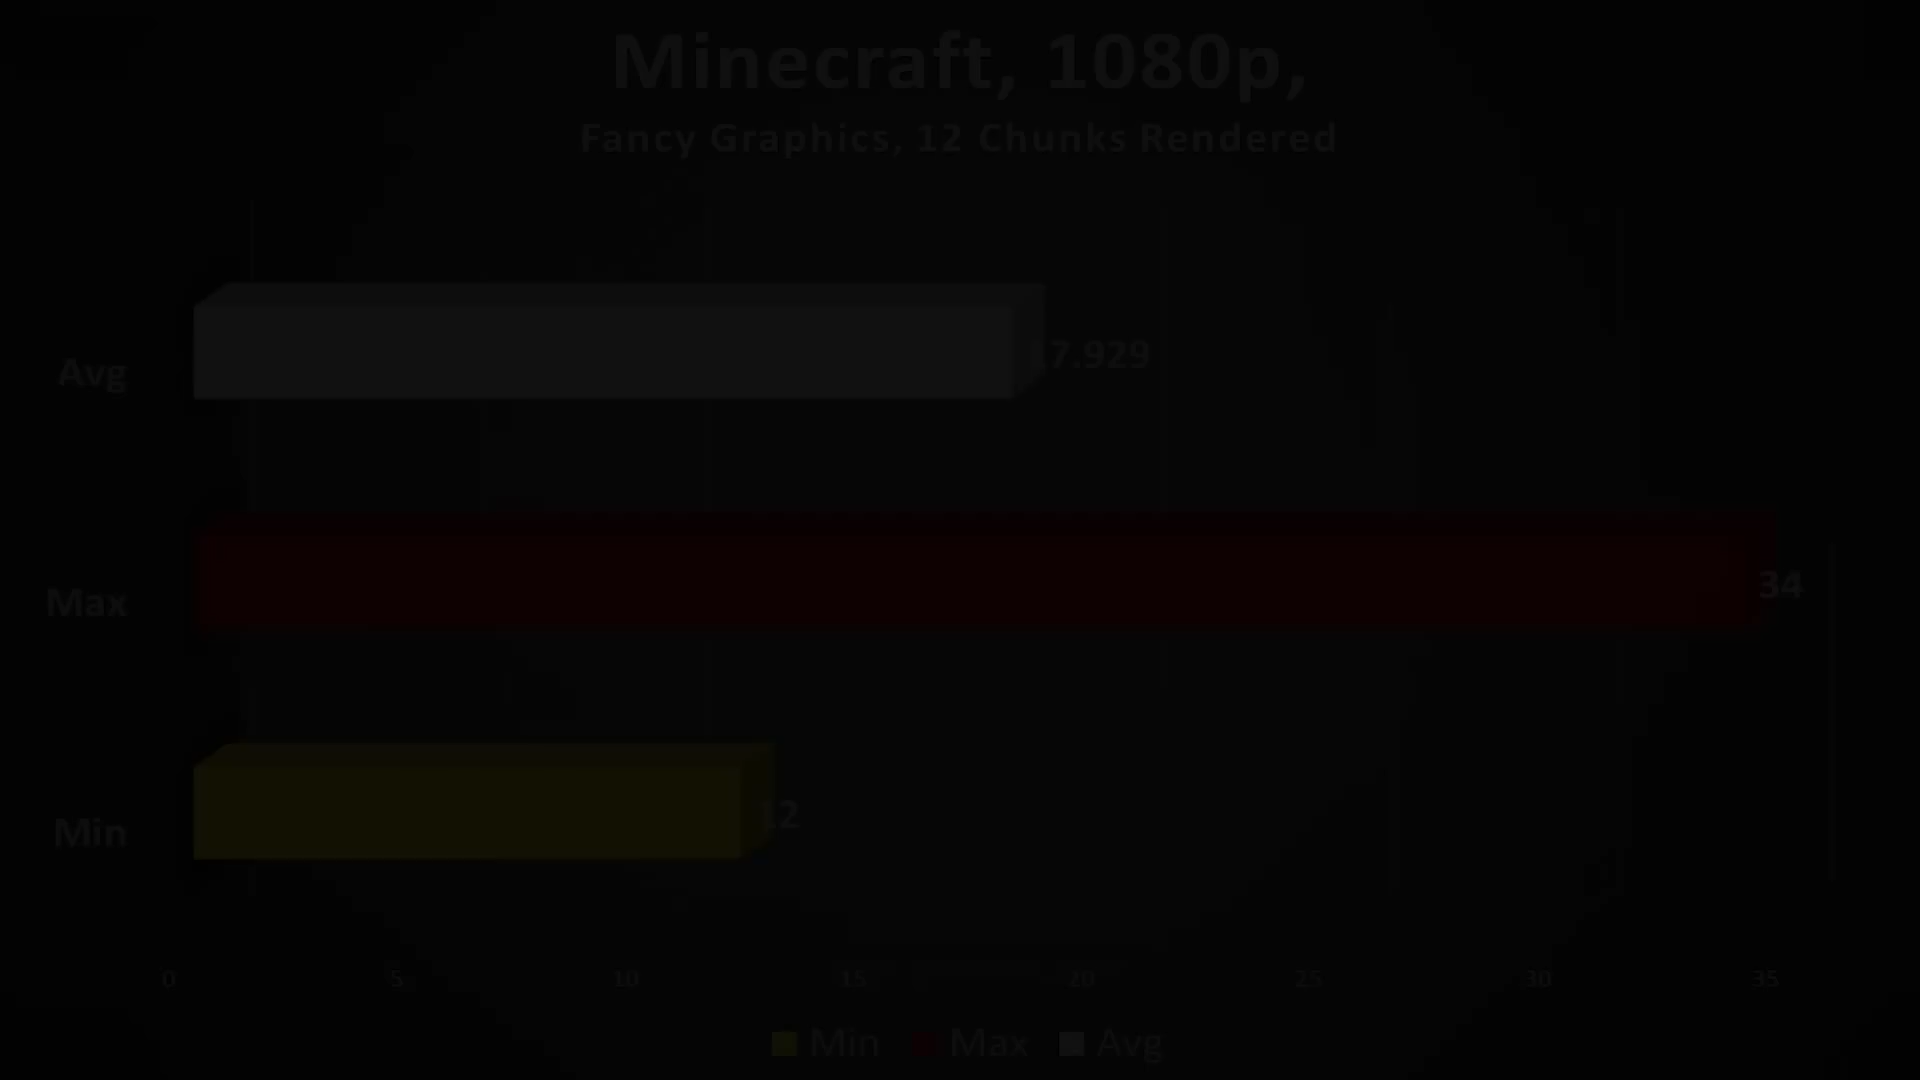 Minecraft, 1080p,
Fancy Graphics, 12 Chunks Rendered
Avg
17.929
Max
34
Min
12
0 5 10 15 20 25 30 35
Min Max Avg